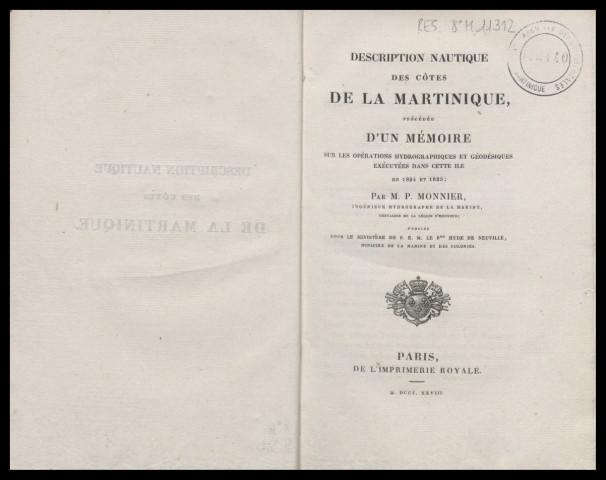 RES. 8° M 11312
DESCRIPTION NAUTIQUE
DES CÔTES
DE LA MARTINIQUE,
PRÉCÉDÉE
D'UN MÉMOIRE
SUR LES OPÉRATIONS HYDROGRAPHIQUES ET GÉODÉSIQUES
EXÉCUTÉES DANS CETTE ILE
EN 1824 ET 1825;
PAR M. P. MONNIER,
INGÉNIEUR HYDROGRAPHE DE LA MARINE,
CHEVALIER DE LA LÉGION D'HONNEUR;
PUBLIÉE
SOUS LE MINISTÈRE DE S. E. M. LE Bon HYDE DE NEUVILLE,
MINISTRE DE LA MARINE ET DES COLONIES.
PARIS,
DE L'IMPRIMERIE ROYALE.
M. DCCC. XXVIII.
MARTINIQUE